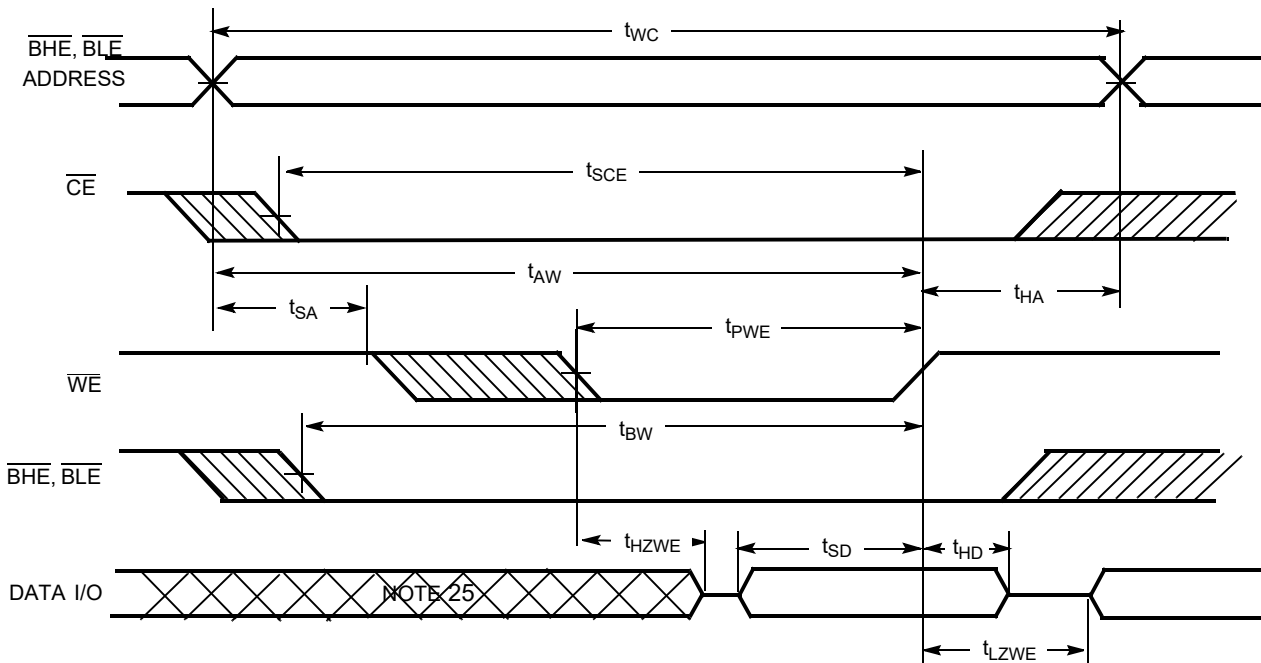 tWC
BHE, BLE
ADDRESS
tSCE
CE
tAW
tHA
tSA
tPWE
WE
tBW
BHE, BLE
tHZWE
tSD
tHD
DATA I/O
NOTE 25
tLZWE